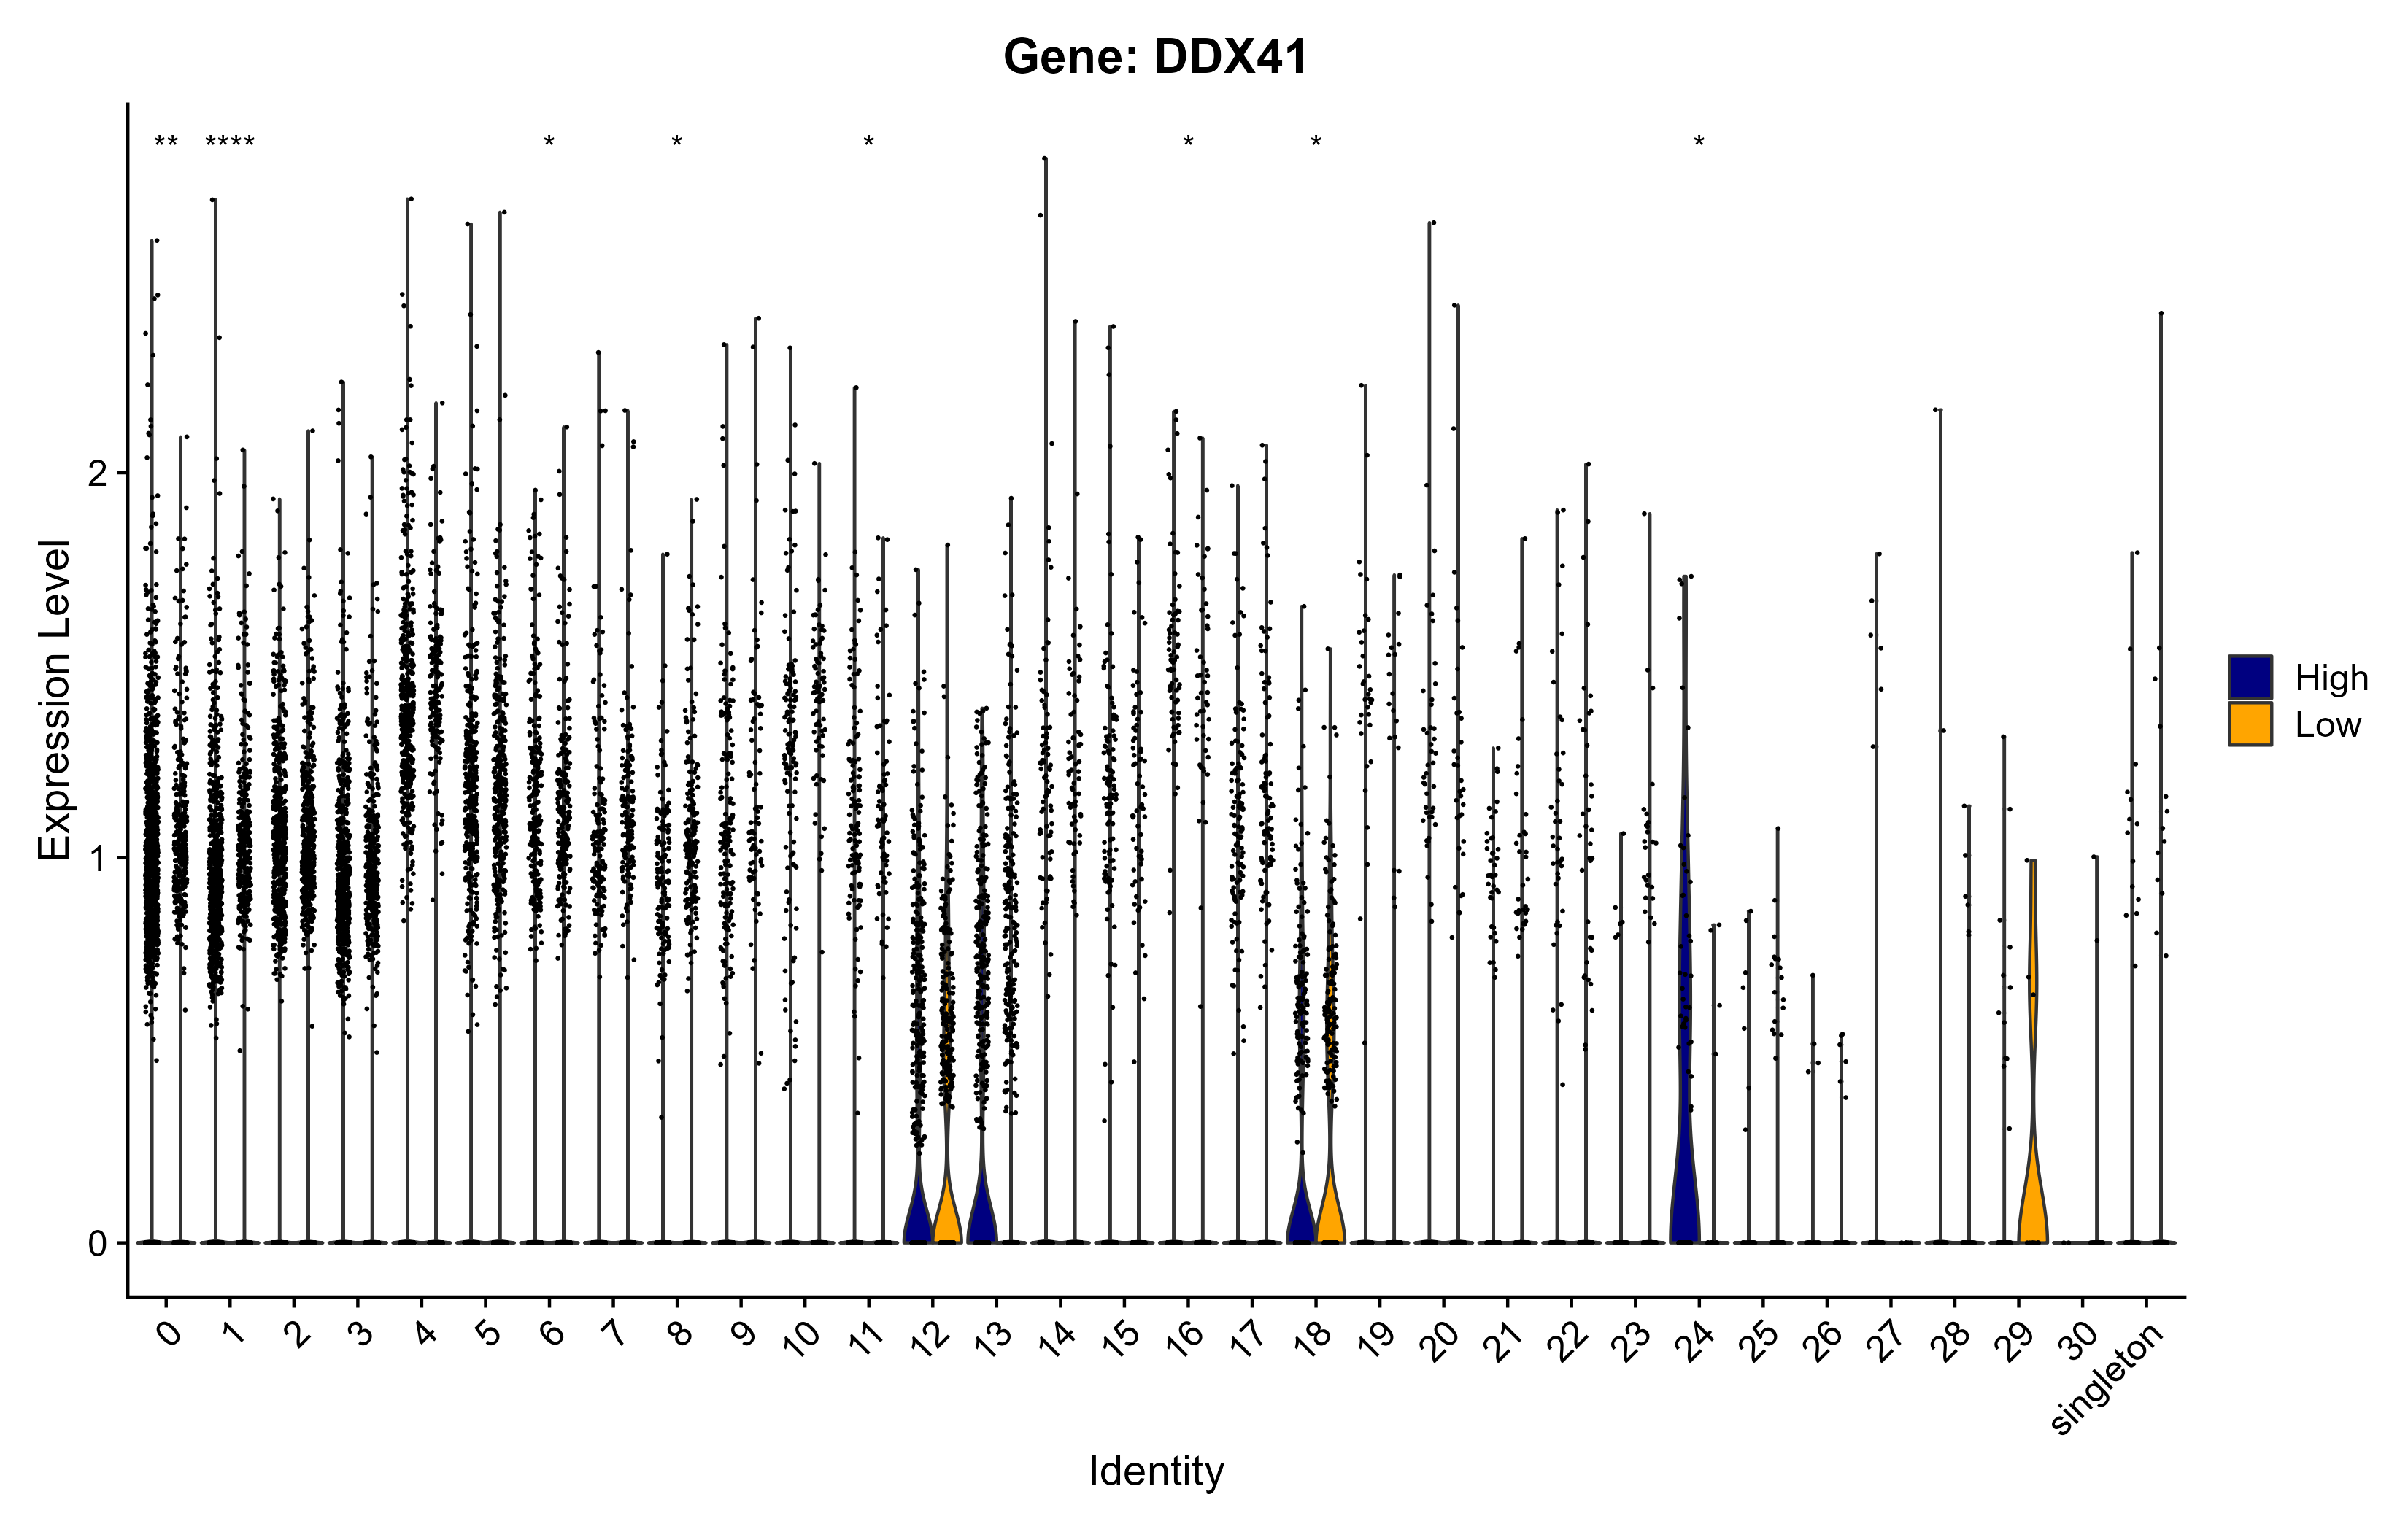 Gene: DDX41
** **** * * * * * *
Expression Level
2
1
0
High
Low
0 1 2 3 4 5 6 7 8 9 10 11 12 13 14 15 16 17 18 19 20 21 22 23 24 25 26 27 28 29 30 singleton
Identity